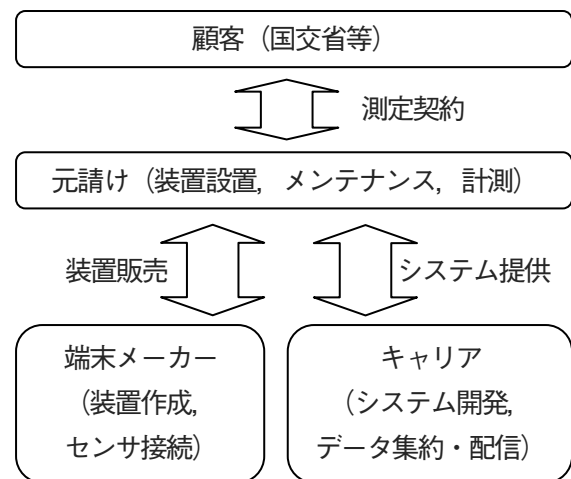 顧客（国交省等）
測定契約
元請け（装置設置，メンテナンス，計測）
装置販売
システム提供
端末メーカー
（装置作成，
センサ接続）
キャリア
（システム開発，
データ集約・配信）